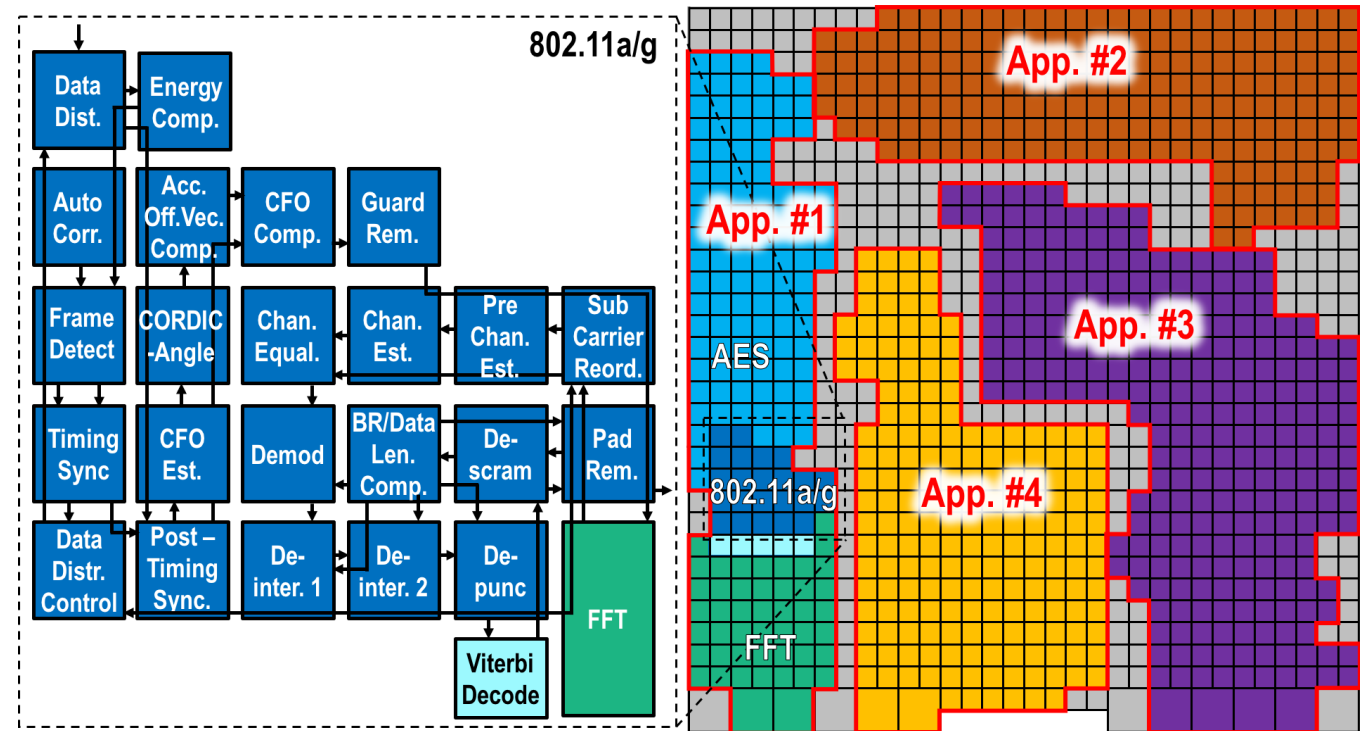 802.11a/g
Data
Dist.
Energy
Comp.
Auto
Corr.
Acc.
Off.Vec.
Comp.
CFO
Comp.
Guard
Rem.
Frame
Detect
CORDIC
-Angle
Chan.
Equal.
Chan.
Est.
Pre
Chan.
Est.
Sub
Carrier
Reord.
Timing
Sync
CFO
Est.
Demod
BR/Data
Len.
Comp.
De-
scram
Pad
Rem.
Data
Distr.
Control
Post –
Timing
Sync.
De-
inter. 1
De-
inter. 2
De-
punc
FFT
Viterbi
Decode
App. #2
App. #1
App. #3
AES
App. #4
802.11a/g
FFT